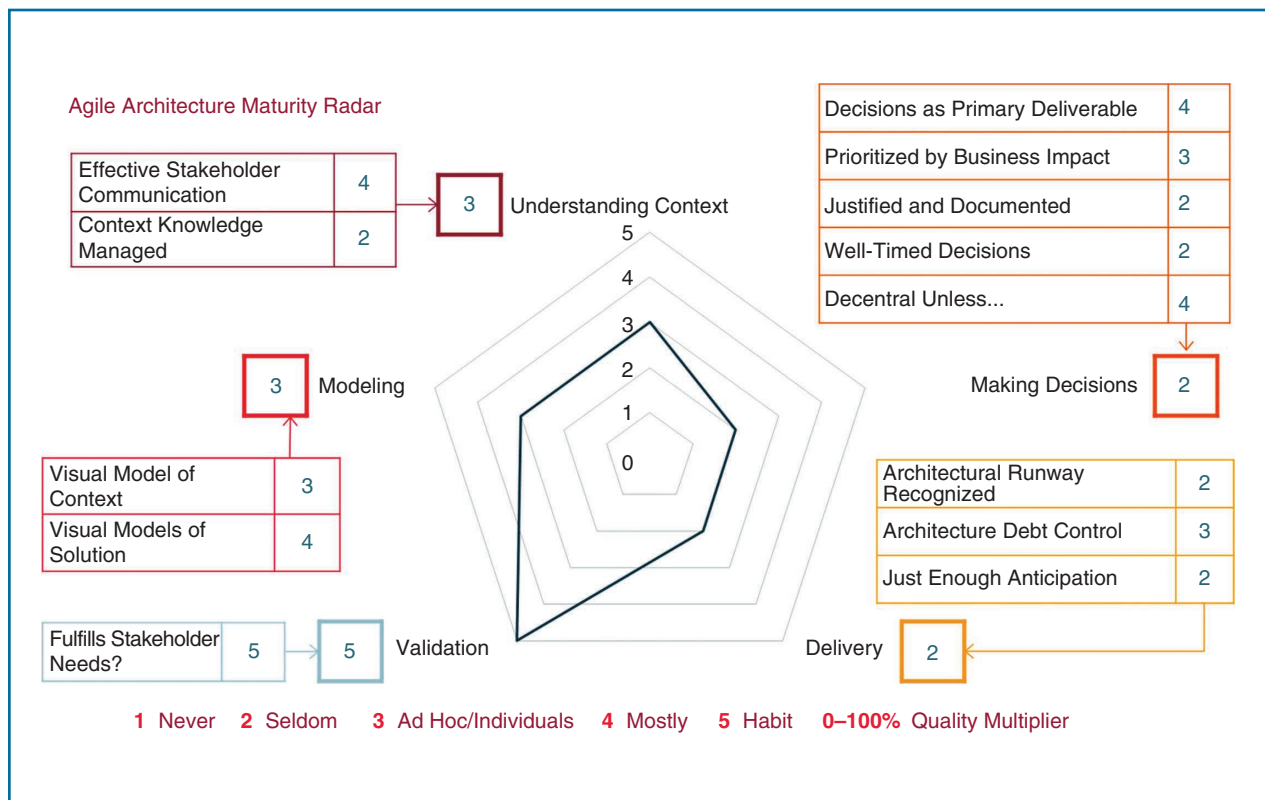 Agile Architecture Maturity Radar
Effective Stakeholder
Communication
4
Context Knowledge
Managed
2
3
Understanding Context
Decisions as Primary Deliverable
4
Prioritized by Business Impact
3
Justified and Documented
2
Well-Timed Decisions
2
Decentral Unless...
4
Making Decisions
2
5
4
3
2
1
0
3
Modeling
Visual Model of
Context
3
Visual Models of
Solution
4
Architectural Runway
Recognized
2
Architecture Debt Control
3
Just Enough Anticipation
2
Delivery
2
Fulfills Stakeholder
Needs?
5
5
Validation
1 Never 2 Seldom 3 Ad Hoc/Individuals 4 Mostly 5 Habit 0–100% Quality Multiplier